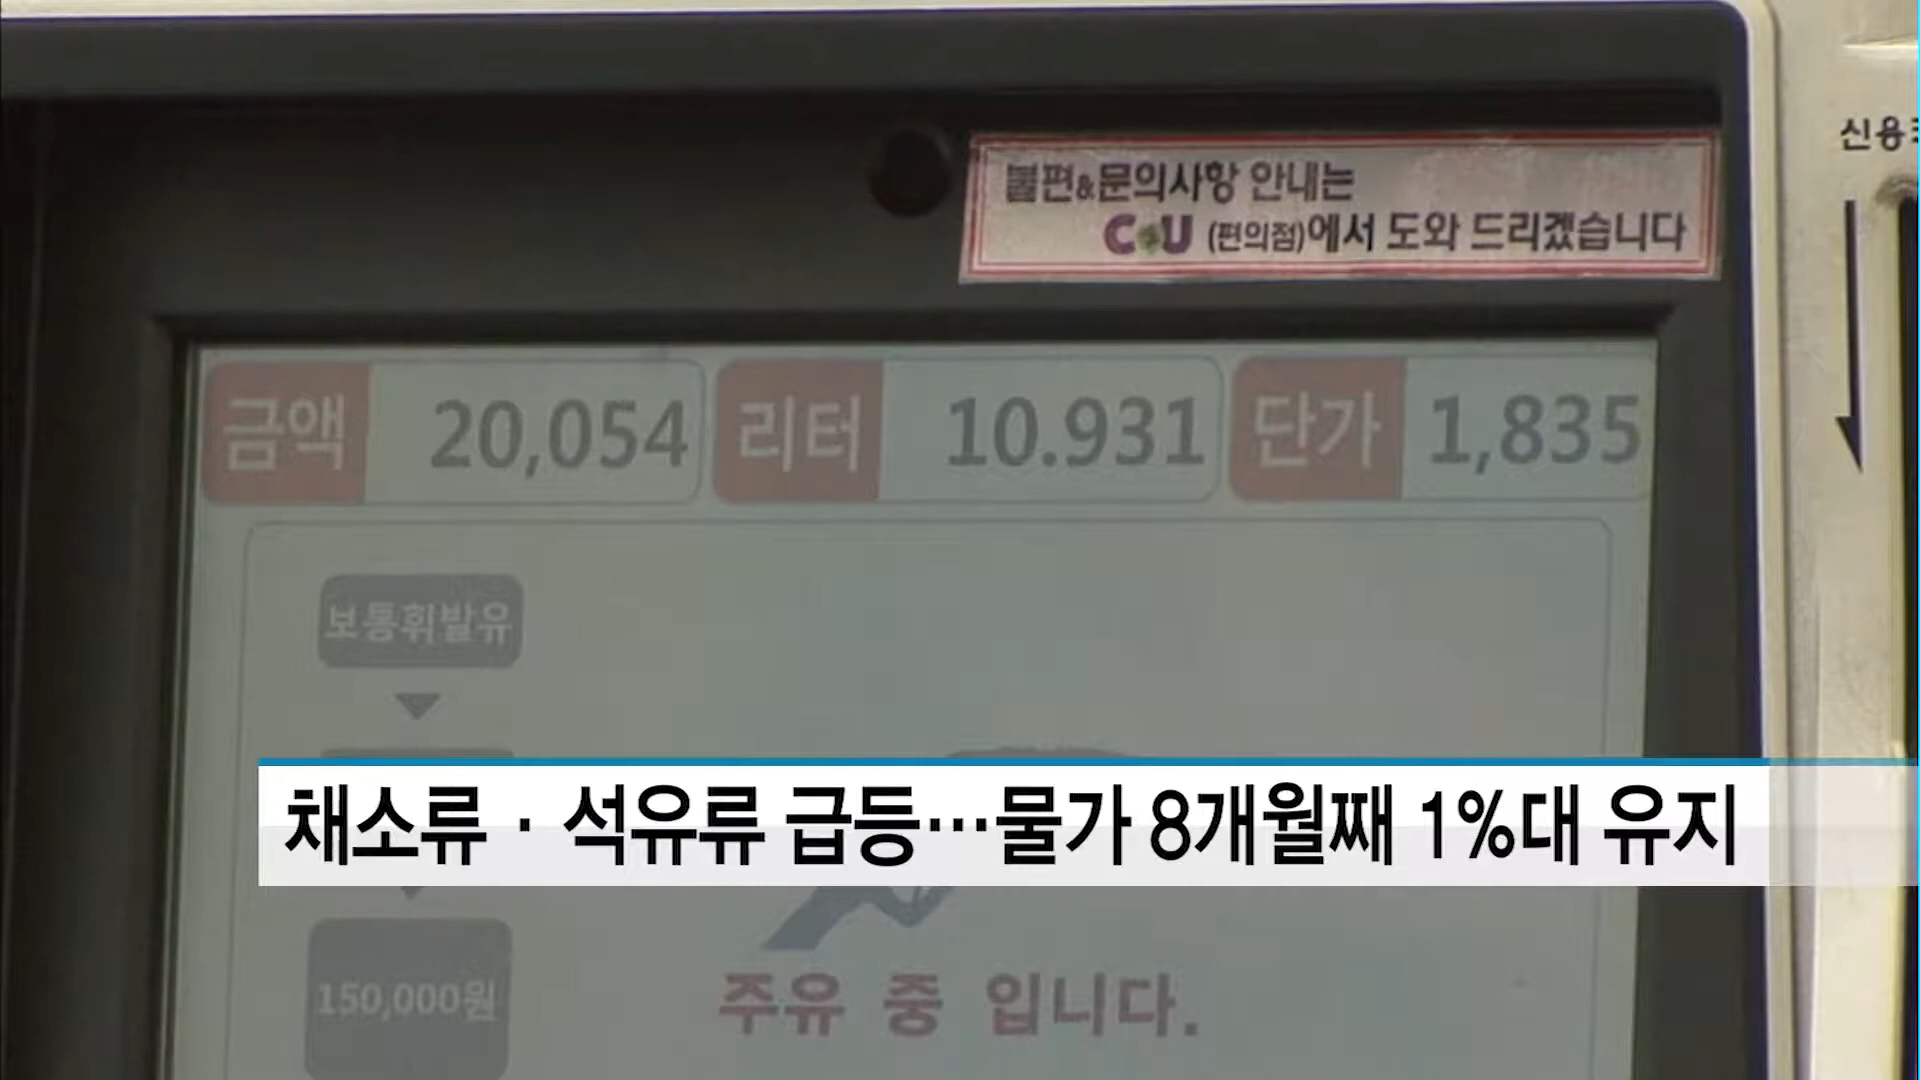 신용
불편&문의사항 안내는
CU (편의점)에서 도와 드리겠습니다
금액 20,054 리터 10.931 단가 1,835
보통휘발유
채소류·석유류 급등…물가 8개월째 1%대 유지
150,000원
주유 중 입니다.